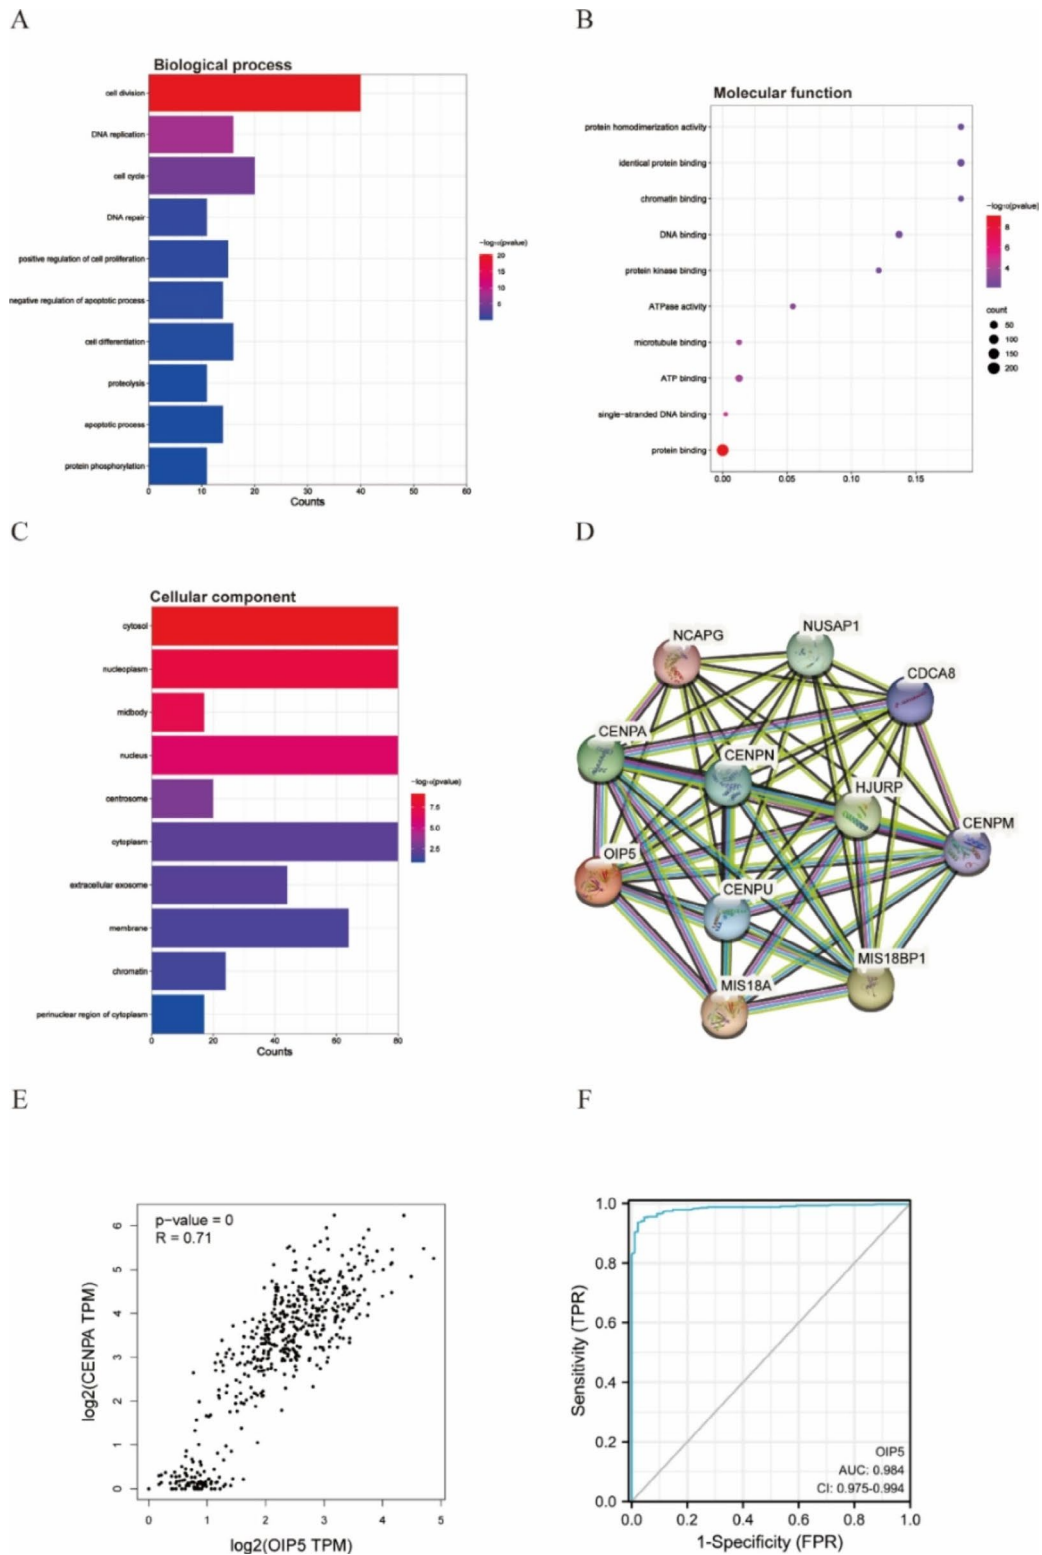 A
Biological process
cell division
DNA replication
cell cycle
DNA repair
positive regulation of cell proliferation
negative regulation of apoptotic process
cell differentiation
proteolysis
apoptotic process
protein phosphorylation
0 10 20 30 40 50 60
Counts
−log₁₀(pvalue)
20
15
10
5
B
Molecular function
protein homodimerization activity
identical protein binding
chromatin binding
DNA binding
protein kinase binding
ATPase activity
microtubule binding
ATP binding
single−stranded DNA binding
protein binding
0.00 0.05 0.10 0.15
−log₁₀(pvalue)
8
6
4
count
50
100
150
200
C
Cellular component
cytosol
nucleoplasm
midbody
nucleus
centrosome
cytoplasm
extracellular exosome
membrane
chromatin
perinuclear region of cytoplasm
0 20 40 60 80
Counts
−log₁₀(pvalue)
7.5
5.0
2.5
D
NCAPG
NUSAP1
CDCA8
CENPA
CENPN
HJURP
CENPM
OIP5
CENPU
MIS18BP1
MIS18A
E
p−value = 0
R = 0.71
log2(CENPA TPM)
6
5
4
3
2
1
0
0 1 2 3 4 5
log2(OIP5 TPM)
F
Sensitivity (TPR)
1.0
0.8
0.6
0.4
0.2
0.0
OIP5
AUC: 0.984
CI: 0.975-0.994
0.0 0.2 0.4 0.6 0.8 1.0
1-Specificity (FPR)